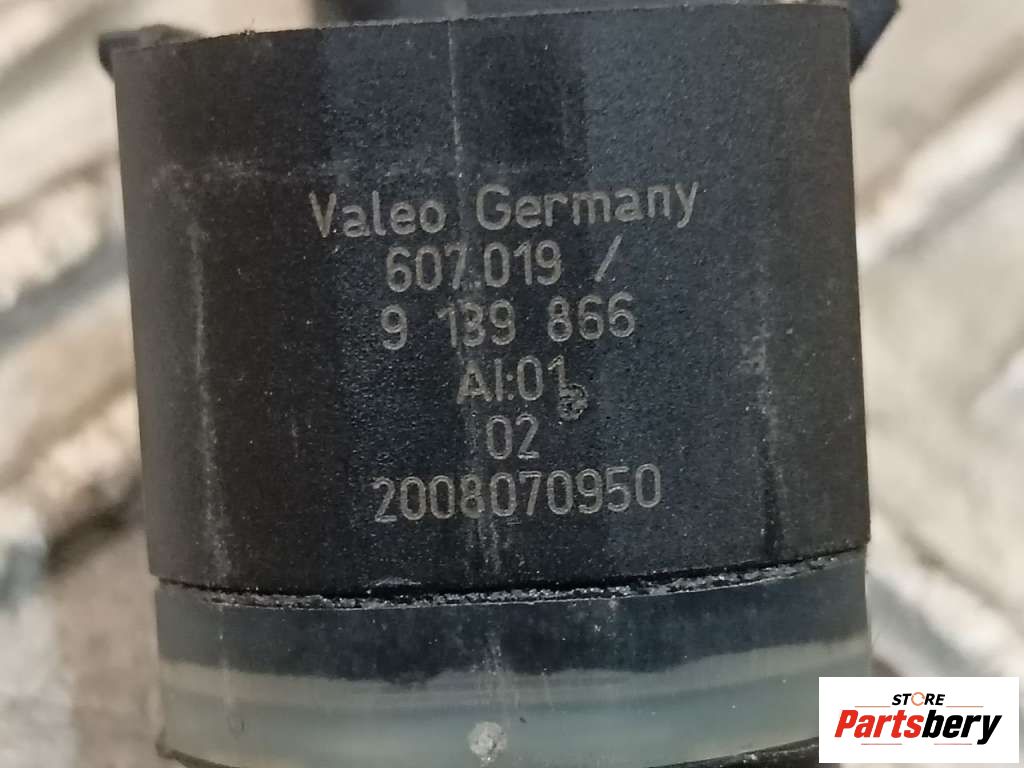 Valeo Germany
607.019 /
9 139 866
AI:01
02
2008070950
STORE
Partsbery